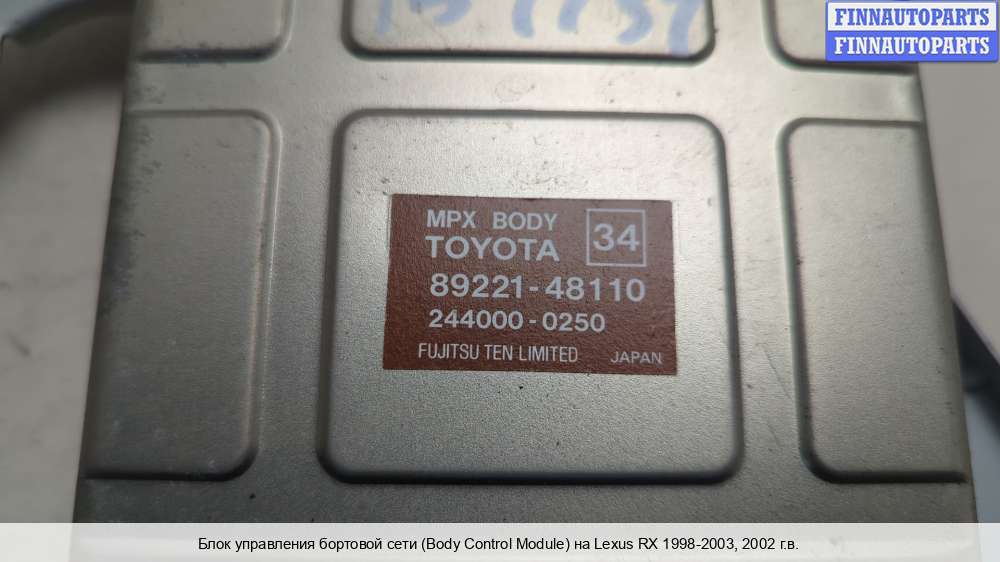 FINNAUTOPARTS
FINNAUTOPARTS
MPX BODY
34
TOYOTA
89221-48110
244000-0250
FUJITSU TEN LIMITED JAPAN
Блок управления бортовой сети (Body Control Module) на Lexus RX 1998-2003, 2002 г.в.